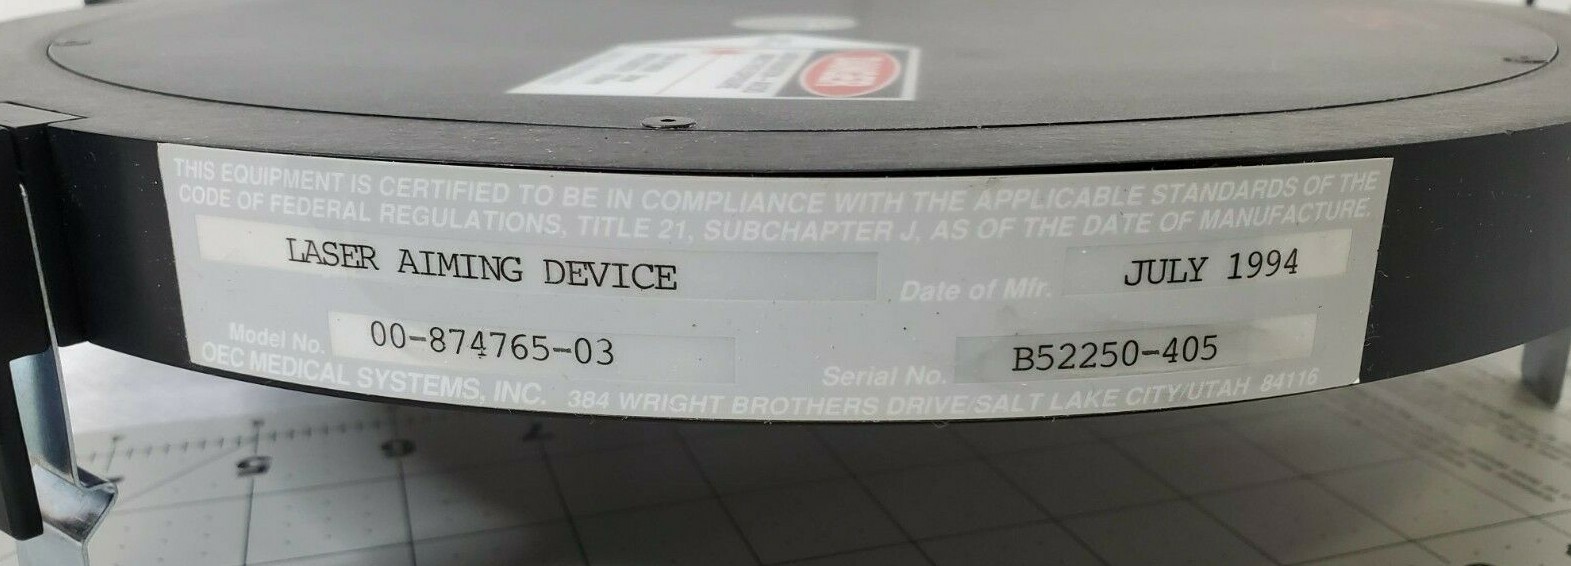 THIS EQUIPMENT IS CERTIFIED TO BE IN COMPLIANCE WITH THE APPLICABLE STANDARDS OF THE
CODE OF FEDERAL REGULATIONS, TITLE 21, SUBCHAPTER J, AS OF THE DATE OF MANUFACTURE.
LASER AIMING DEVICE Date of Mfr. JULY 1994
Model No. 00-874765-03 Serial No. B52250-405
OEC MEDICAL SYSTEMS, INC. 384 WRIGHT BROTHERS DRIVE/SALT LAKE CITY/UTAH 84116
5
6
7